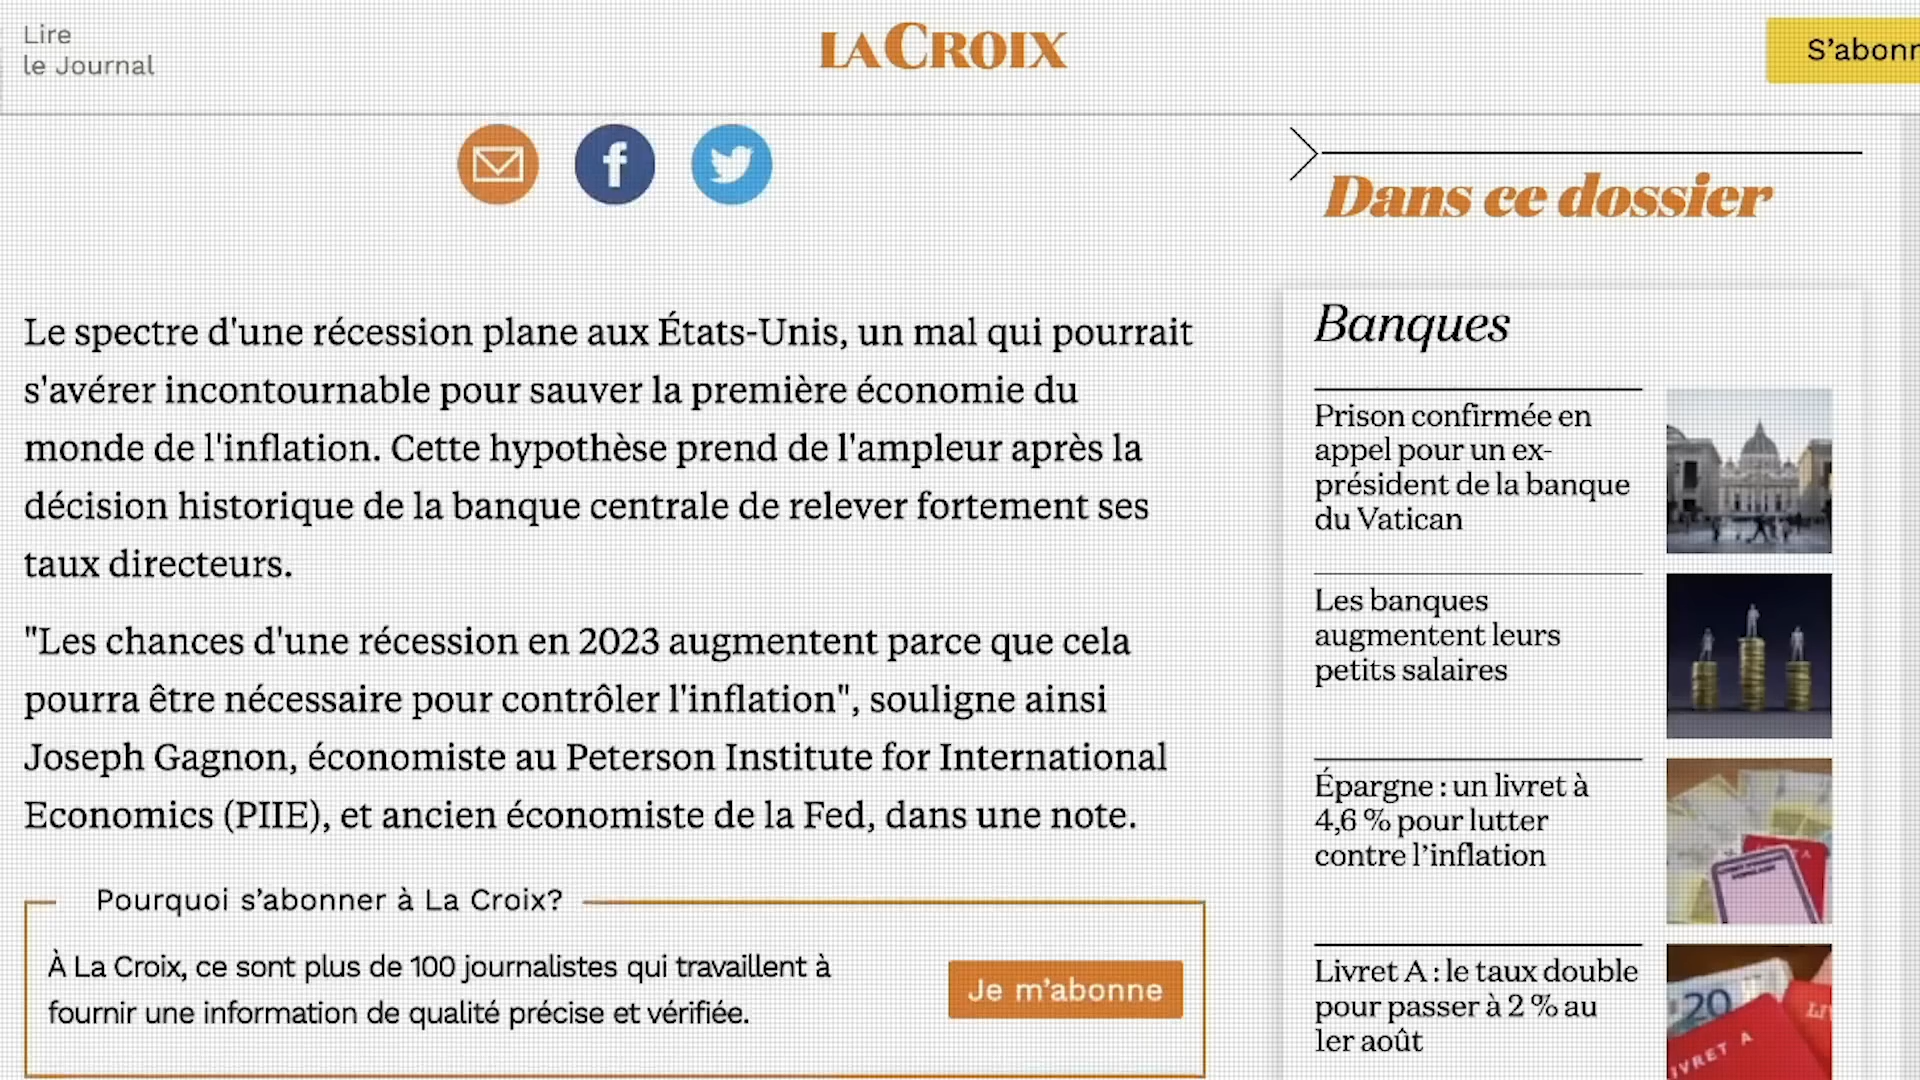 Lire
le Journal
LA CROIX
Dans ce dossier
Le spectre d'une récession plane aux États-Unis, un mal qui pourrait
s'avérer incontournable pour sauver la première économie du
monde de l'inflation. Cette hypothèse prend de l'ampleur après la
décision historique de la banque centrale de relever fortement ses
taux directeurs.
"Les chances d'une récession en 2023 augmentent parce que cela
pourra être nécessaire pour contrôler l'inflation", souligne ainsi
Joseph Gagnon, économiste au Peterson Institute for International
Economics (PIIE), et ancien économiste de la Fed, dans une note.
Pourquoi s’abonner à La Croix?
À La Croix, ce sont plus de 100 journalistes qui travaillent à
fournir une information de qualité précise et vérifiée.
Je m’abonne
Banques
Prison confirmée en
appel pour un ex-
président de la banque
du Vatican
Les banques
augmentent leurs
petits salaires
Épargne : un livret à
4,6 % pour lutter
contre l’inflation
Livret A : le taux double
pour passer à 2 % au
1er août
20